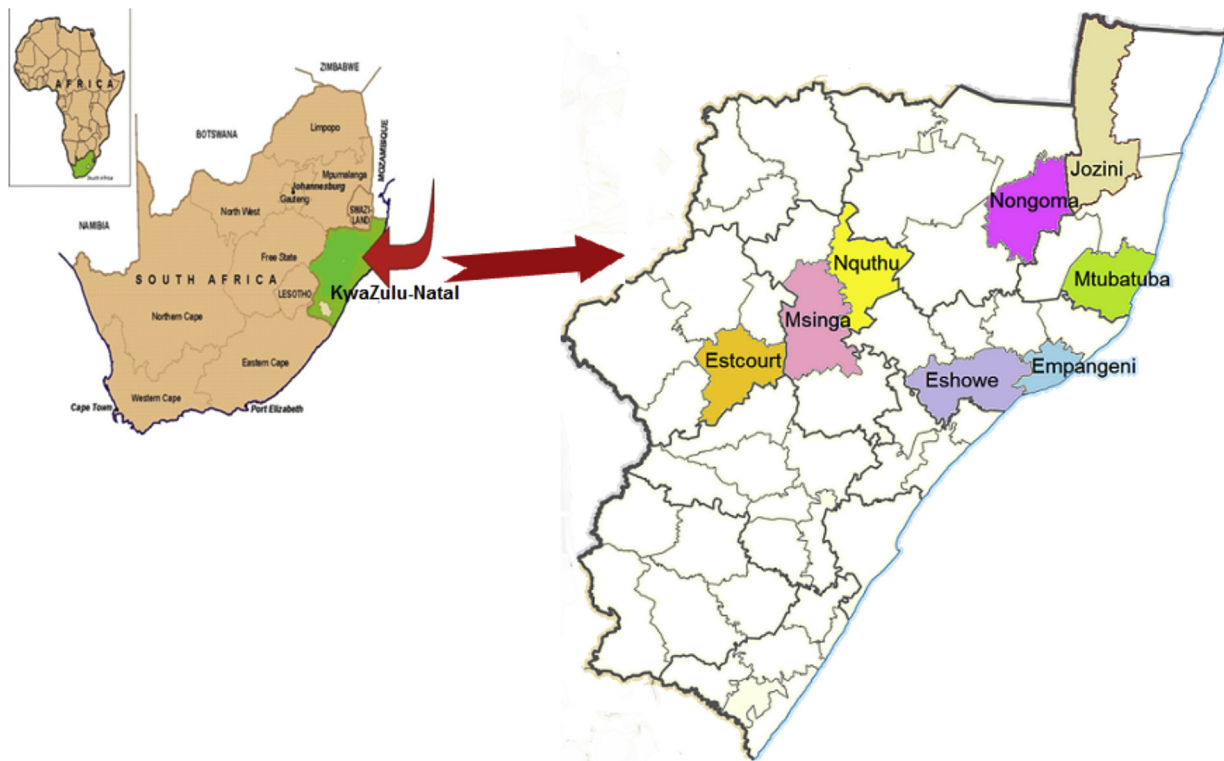 AFRICA
South Africa
ZIMBABWE
BOTSWANA
Limpopo
MOZAMBIQUE
Mpumalanga
Johannesburg
Gauteng
North West
SWAZI-
LAND
NAMIBIA
Free State
SOUTH AFRICA
LESOTHO
KwaZulu-Natal
Northern Cape
Eastern Cape
Western Cape
Cape Town
Port Elizabeth
Jozini
Nongoma
Nquthu
Mtubatuba
Msinga
Estcourt
Empangeni
Eshowe